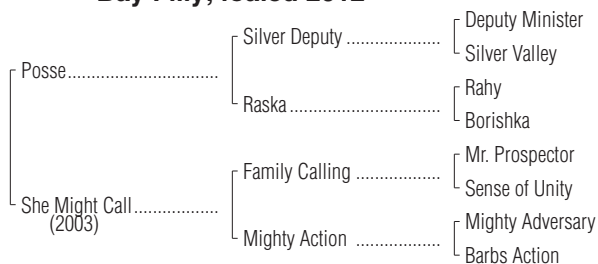 Bay Filly; foaled 2012
Deputy Minister
Silver Deputy ....................
Silver Valley
Posse................................
Rahy
Raska ................................
Borishka
Mr. Prospector
Family Calling ..................
Sense of Unity
She Might Call..................
(2003)
Mighty Adversary
Mighty Action ..................
Barbs Action